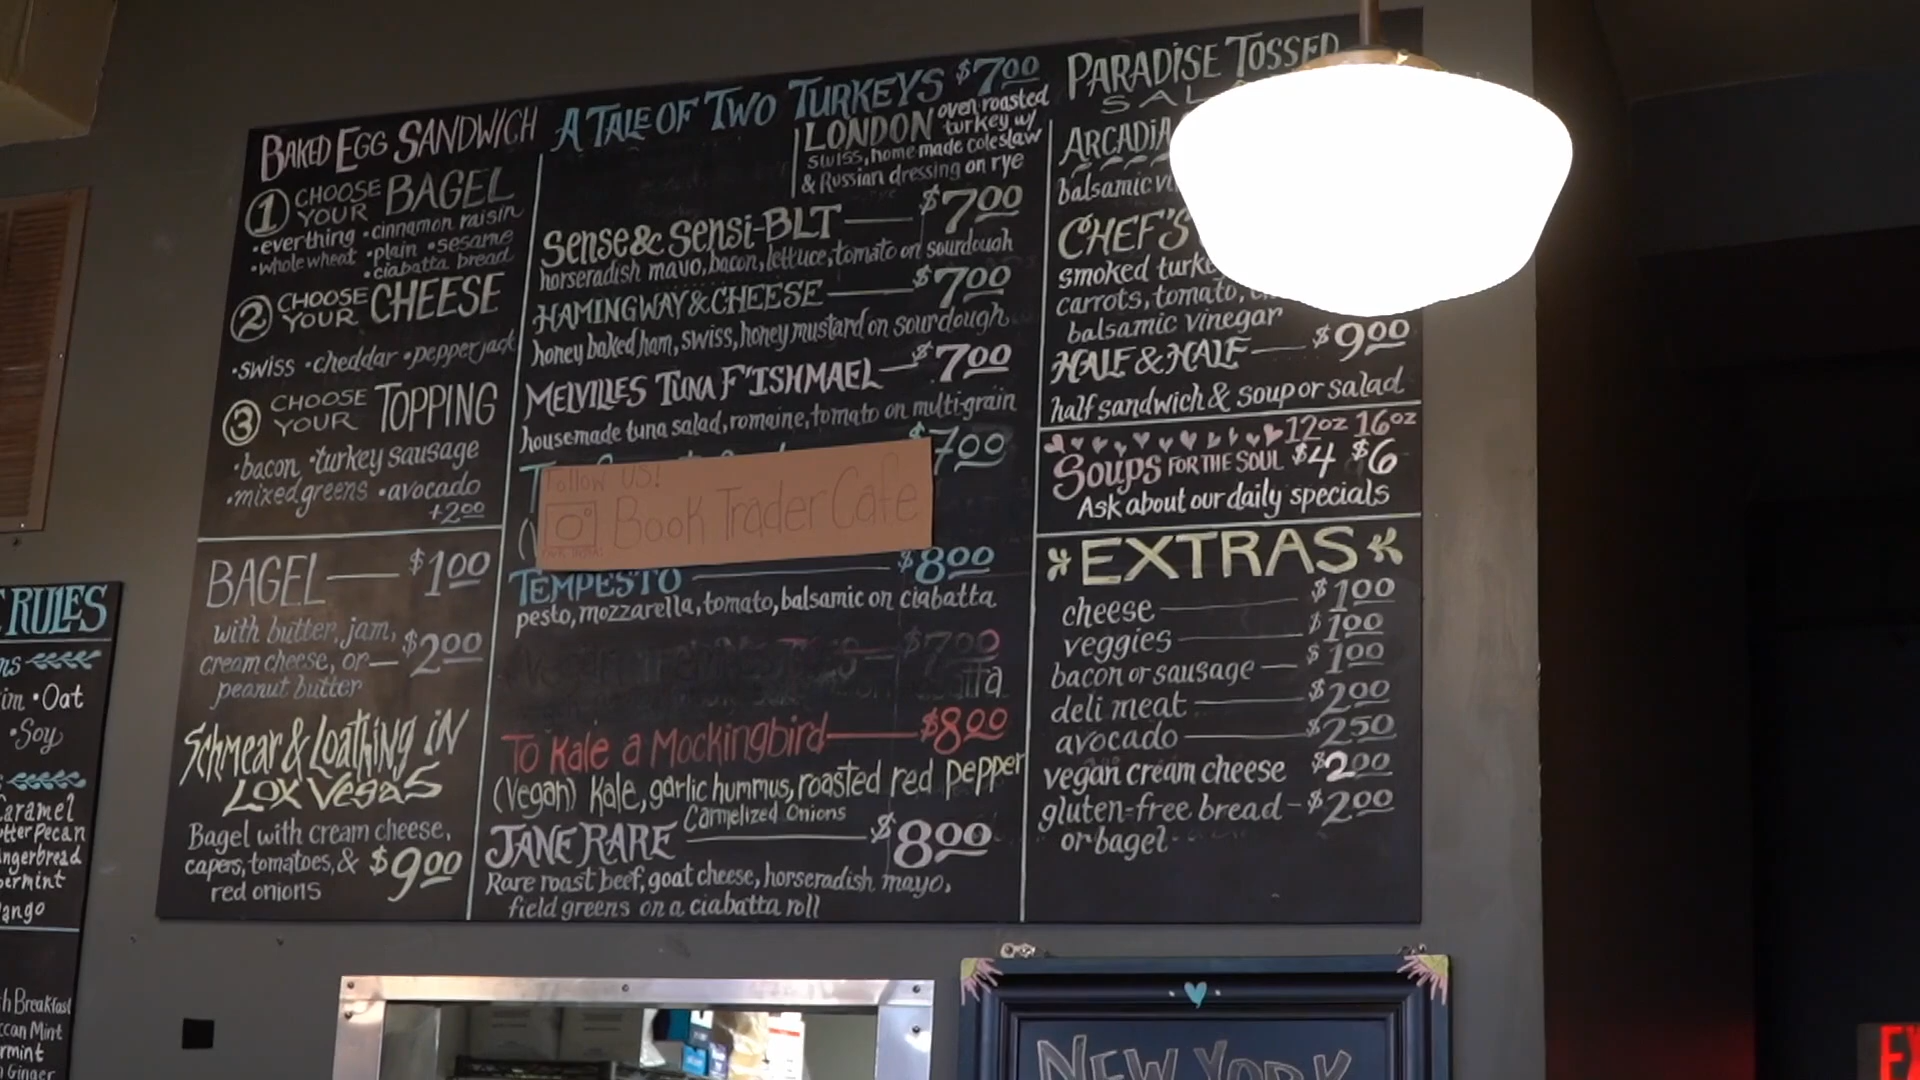 BAKED EGG SANDWICH
1 CHOOSE YOUR BAGEL
•everthing •cinnamon raisin
•whole wheat •plain •sesame
•ciabatta bread
2 CHOOSE YOUR CHEESE
•swiss •cheddar •pepperjack
3 CHOOSE YOUR TOPPING
•bacon •turkey sausage
•mixed greens •avocado
+2.00
BAGEL $1.00
with butter, jam,
cream cheese, or $2.00
peanut butter
Schmear & Loathing in
Lox Vegas
Bagel with cream cheese,
capers, tomatoes, & $9.00
red onions
A TALE OF TWO TURKEYS $7.00
LONDON oven roasted
turkey w/
swiss, home made coleslaw
& Russian dressing on rye
Sense & Sensi-BLT $7.00
horseradish mayo, bacon, lettuce, tomato on sourdough
HAMINGWAY & CHEESE $7.00
honey baked ham, swiss, honey mustard on sourdough
MELVILLES TUNA F'ISHMAEL $7.00
housemade tuna salad, romaine, tomato on multi-grain
$7.00
Follow US!
Book Trader Cafe
TEMPESTO $8.00
pesto, mozzarella, tomato, balsamic on ciabatta
$7.00
To Kale a Mockingbird $8.00
(Vegan) Kale, garlic hummus, roasted red pepper
Carmelized Onions
JANE RARE $8.00
Rare roast beef, goat cheese, horseradish mayo,
field greens on a ciabatta roll
PARADISE TOSSED
ARCADIA
balsamic
CHEF'S
smoked
carrots, tomato,
balsamic vinegar
HALF & HALF $9.00
half sandwich & soup or salad
12oz 16oz
Soups FOR THE SOUL $4 $6
Ask about our daily specials
EXTRAS
cheese $1.00
veggies $1.00
bacon or sausage $1.00
deli meat $2.00
avocado $2.50
vegan cream cheese $2.00
gluten-free bread - $2.00
or bagel
RULES
•Oat
•Soy
Caramel
Pecan
Breakfast
Mint
Ginger
NEW YORK